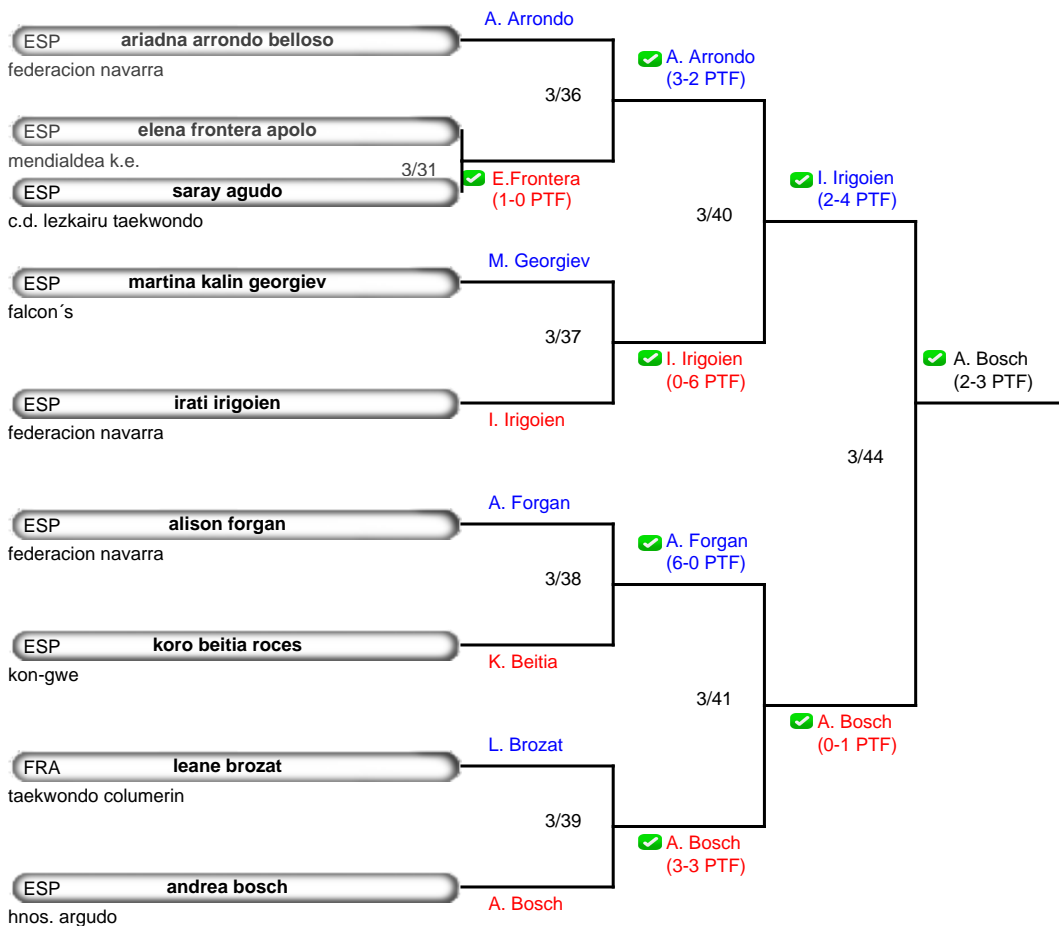 A. Arrondo
ESP ariadna arrondo belloso
federacion navarra
A. Arrondo
(3-2 PTF)
3/36
ESP elena frontera apolo
mendialdea k.e.
3/31
E.Frontera
(1-0 PTF)
ESP saray agudo
c.d. lezkairu taekwondo
I. Irigoien
(2-4 PTF)
3/40
M. Georgiev
ESP martina kalin georgiev
falcon´s
3/37
I. Irigoien
(0-6 PTF)
A. Bosch
(2-3 PTF)
ESP irati irigoien
federacion navarra
I. Irigoien
3/44
A. Forgan
ESP alison forgan
federacion navarra
A. Forgan
(6-0 PTF)
3/38
ESP koro beitia roces
kon-gwe
K. Beitia
3/41
A. Bosch
(0-1 PTF)
L. Brozat
FRA leane brozat
taekwondo columerin
3/39
A. Bosch
(3-3 PTF)
ESP andrea bosch
hnos. argudo
A. Bosch